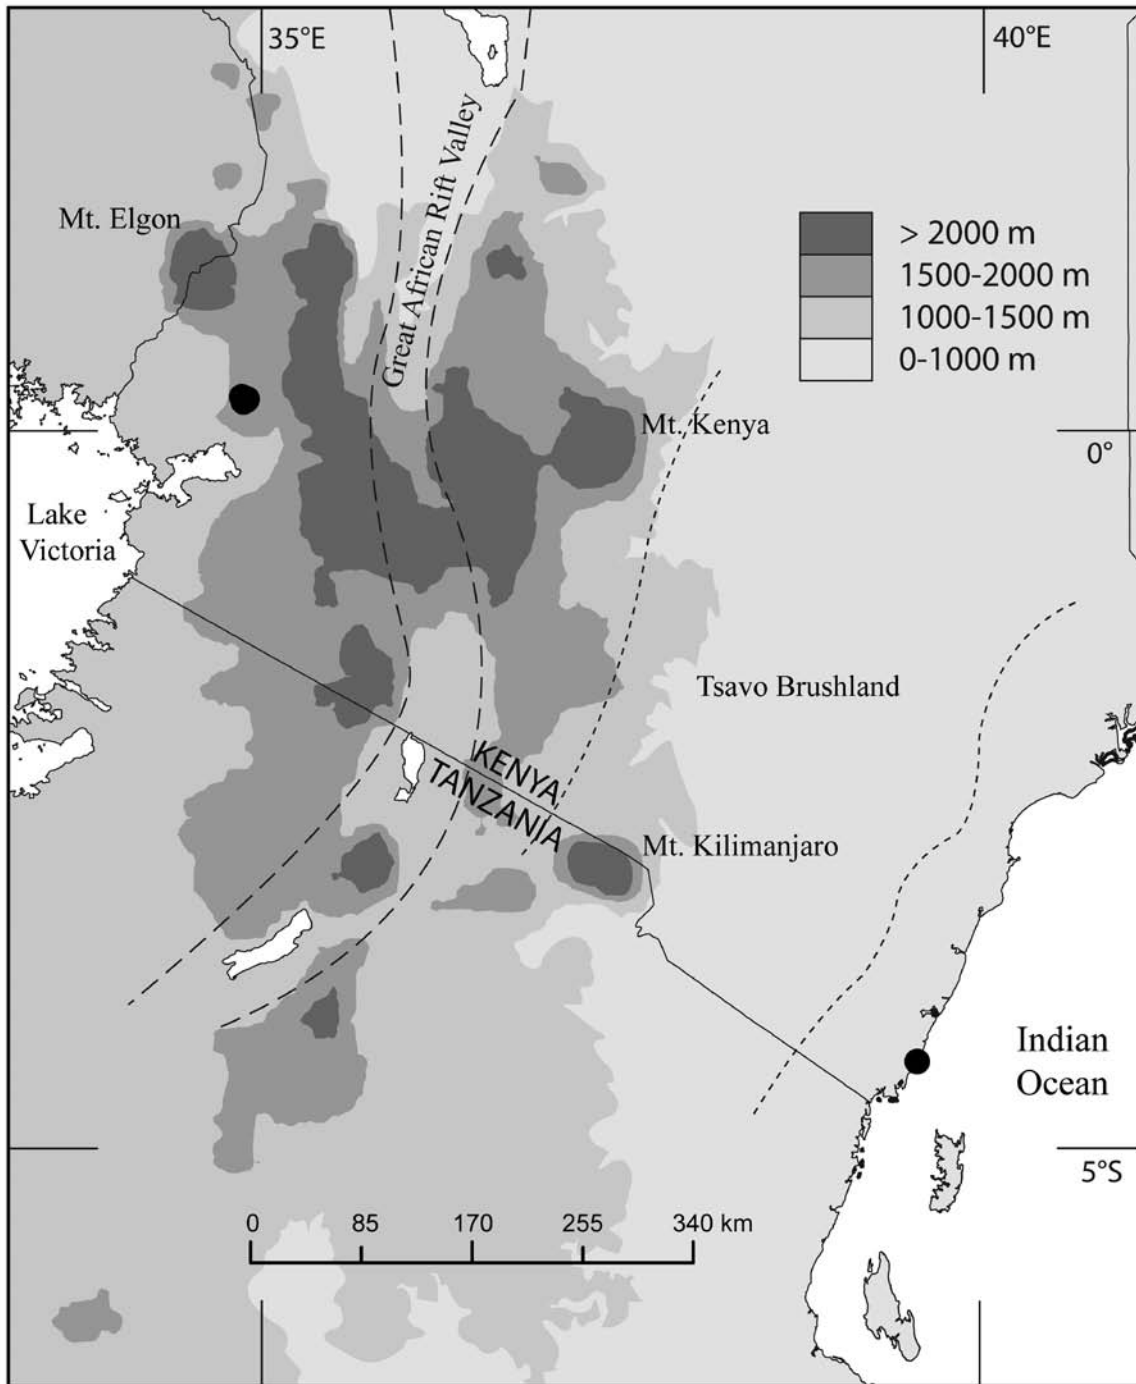 35°E
40°E
Great African Rift Valley
Mt. Elgon
> 2000 m
1500-2000 m
1000-1500 m
0-1000 m
Mt. Kenya
0°
Lake
Victoria
Tsavo Brushland
KENYA
TANZANIA
Mt. Kilimanjaro
Indian
Ocean
5°S
0 85 170 255 340 km